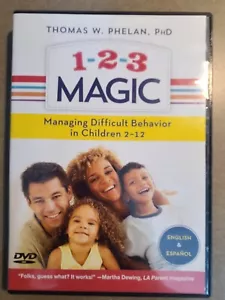 THOMAS W. PHELAN, PhD
1-2-3
MAGIC
Managing Difficult Behavior
in Children 2–12
ENGLISH
& ESPAÑOL
DVD
VIDEO
"Folks, guess what? It works!" —Martha Dewing, LA Parent magazine